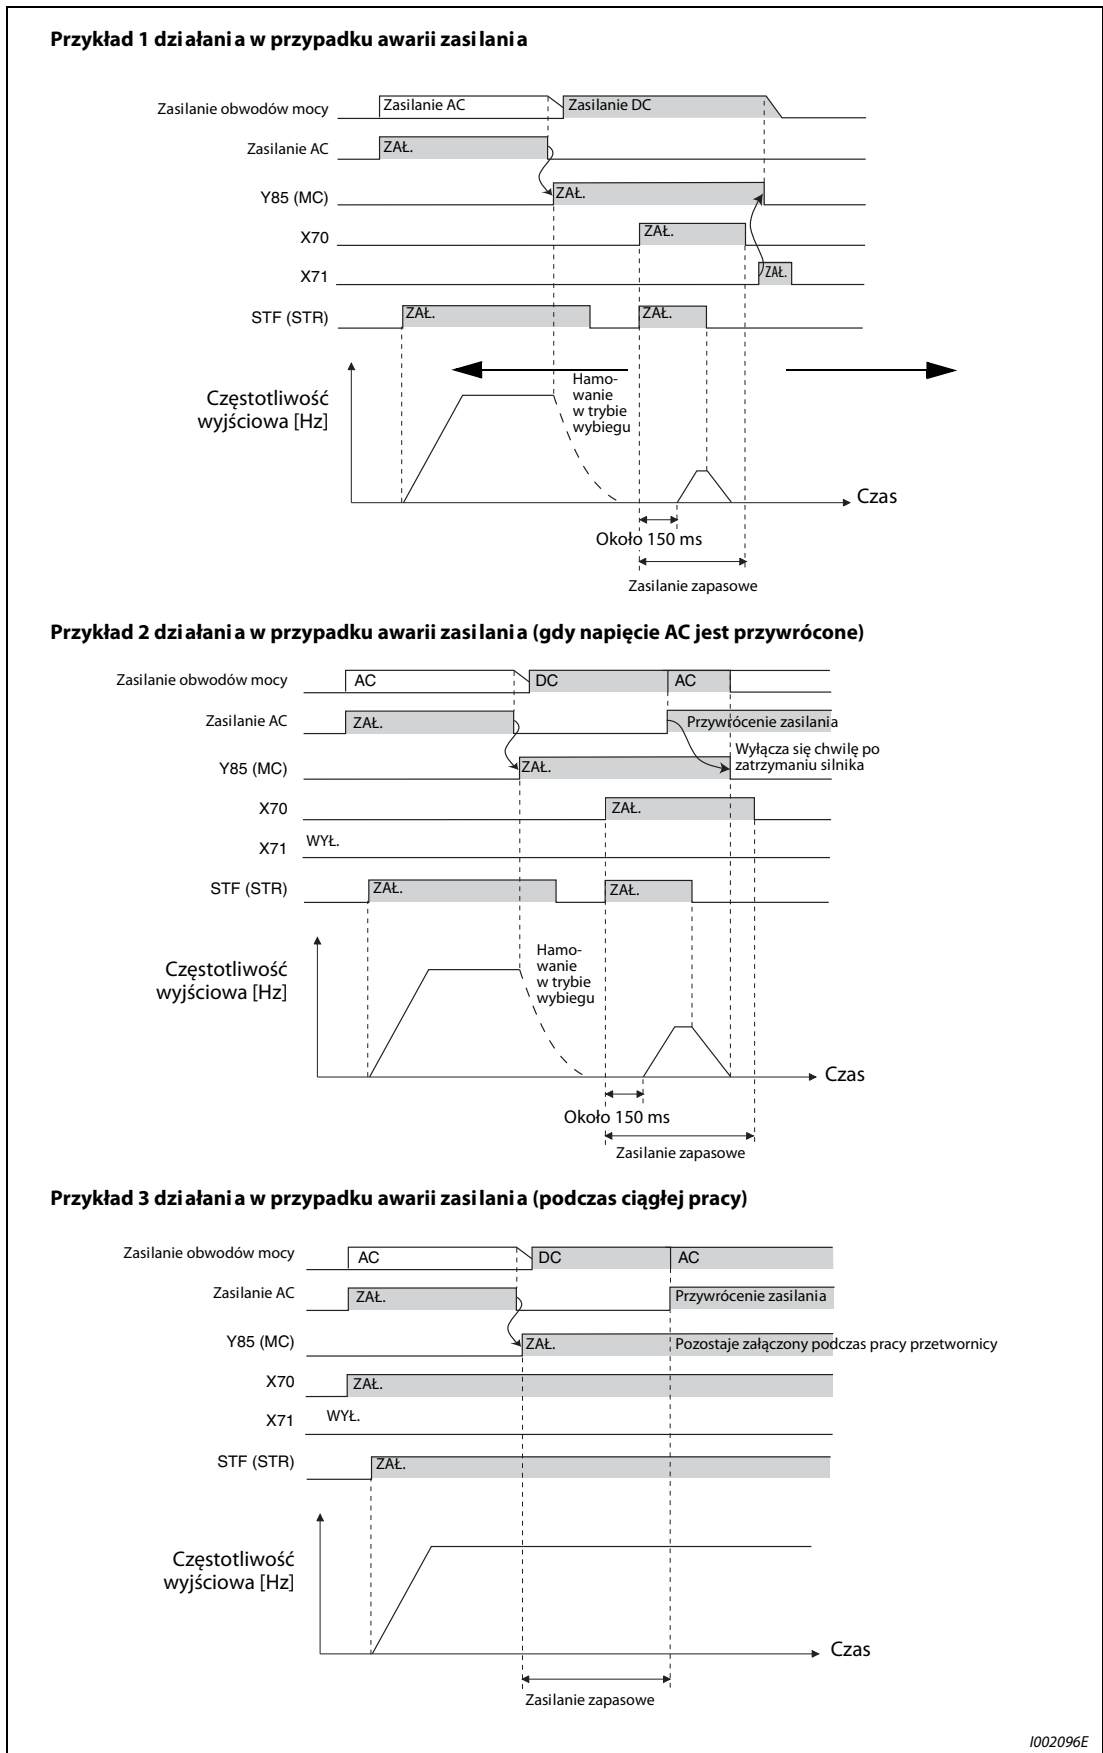 Przykład 1 działania w przypadku awarii zasilania
Zasilanie obwodów mocy
Zasilanie AC
Zasilanie DC
Zasilanie AC
ZAŁ.
Y85 (MC)
ZAŁ.
X70
ZAŁ.
X71
ZAŁ.
STF (STR)
ZAŁ.
ZAŁ.
Częstotliwość
wyjściowa [Hz]
Hamo-
wanie
w trybie
wybiegu
Czas
Około 150 ms
Zasilanie zapasowe
Przykład 2 działania w przypadku awarii zasilania (gdy napięcie AC jest przywrócone)
Zasilanie obwodów mocy
AC
DC
AC
Zasilanie AC
ZAŁ.
Przywrócenie zasilania
Y85 (MC)
ZAŁ.
Wyłącza się chwilę po
zatrzymaniu silnika
X70
ZAŁ.
X71
WYŁ.
STF (STR)
ZAŁ.
ZAŁ.
Częstotliwość
wyjściowa [Hz]
Hamo-
wanie
w trybie
wybiegu
Czas
Około 150 ms
Zasilanie zapasowe
Przykład 3 działania w przypadku awarii zasilania (podczas ciągłej pracy)
Zasilanie obwodów mocy
AC
DC
AC
Zasilanie AC
ZAŁ.
Przywrócenie zasilania
Y85 (MC)
ZAŁ.
Pozostaje załączony podczas pracy przetwornicy
X70
ZAŁ.
X71
WYŁ.
STF (STR)
ZAŁ.
Częstotliwość
wyjściowa [Hz]
Czas
Zasilanie zapasowe
I002096E